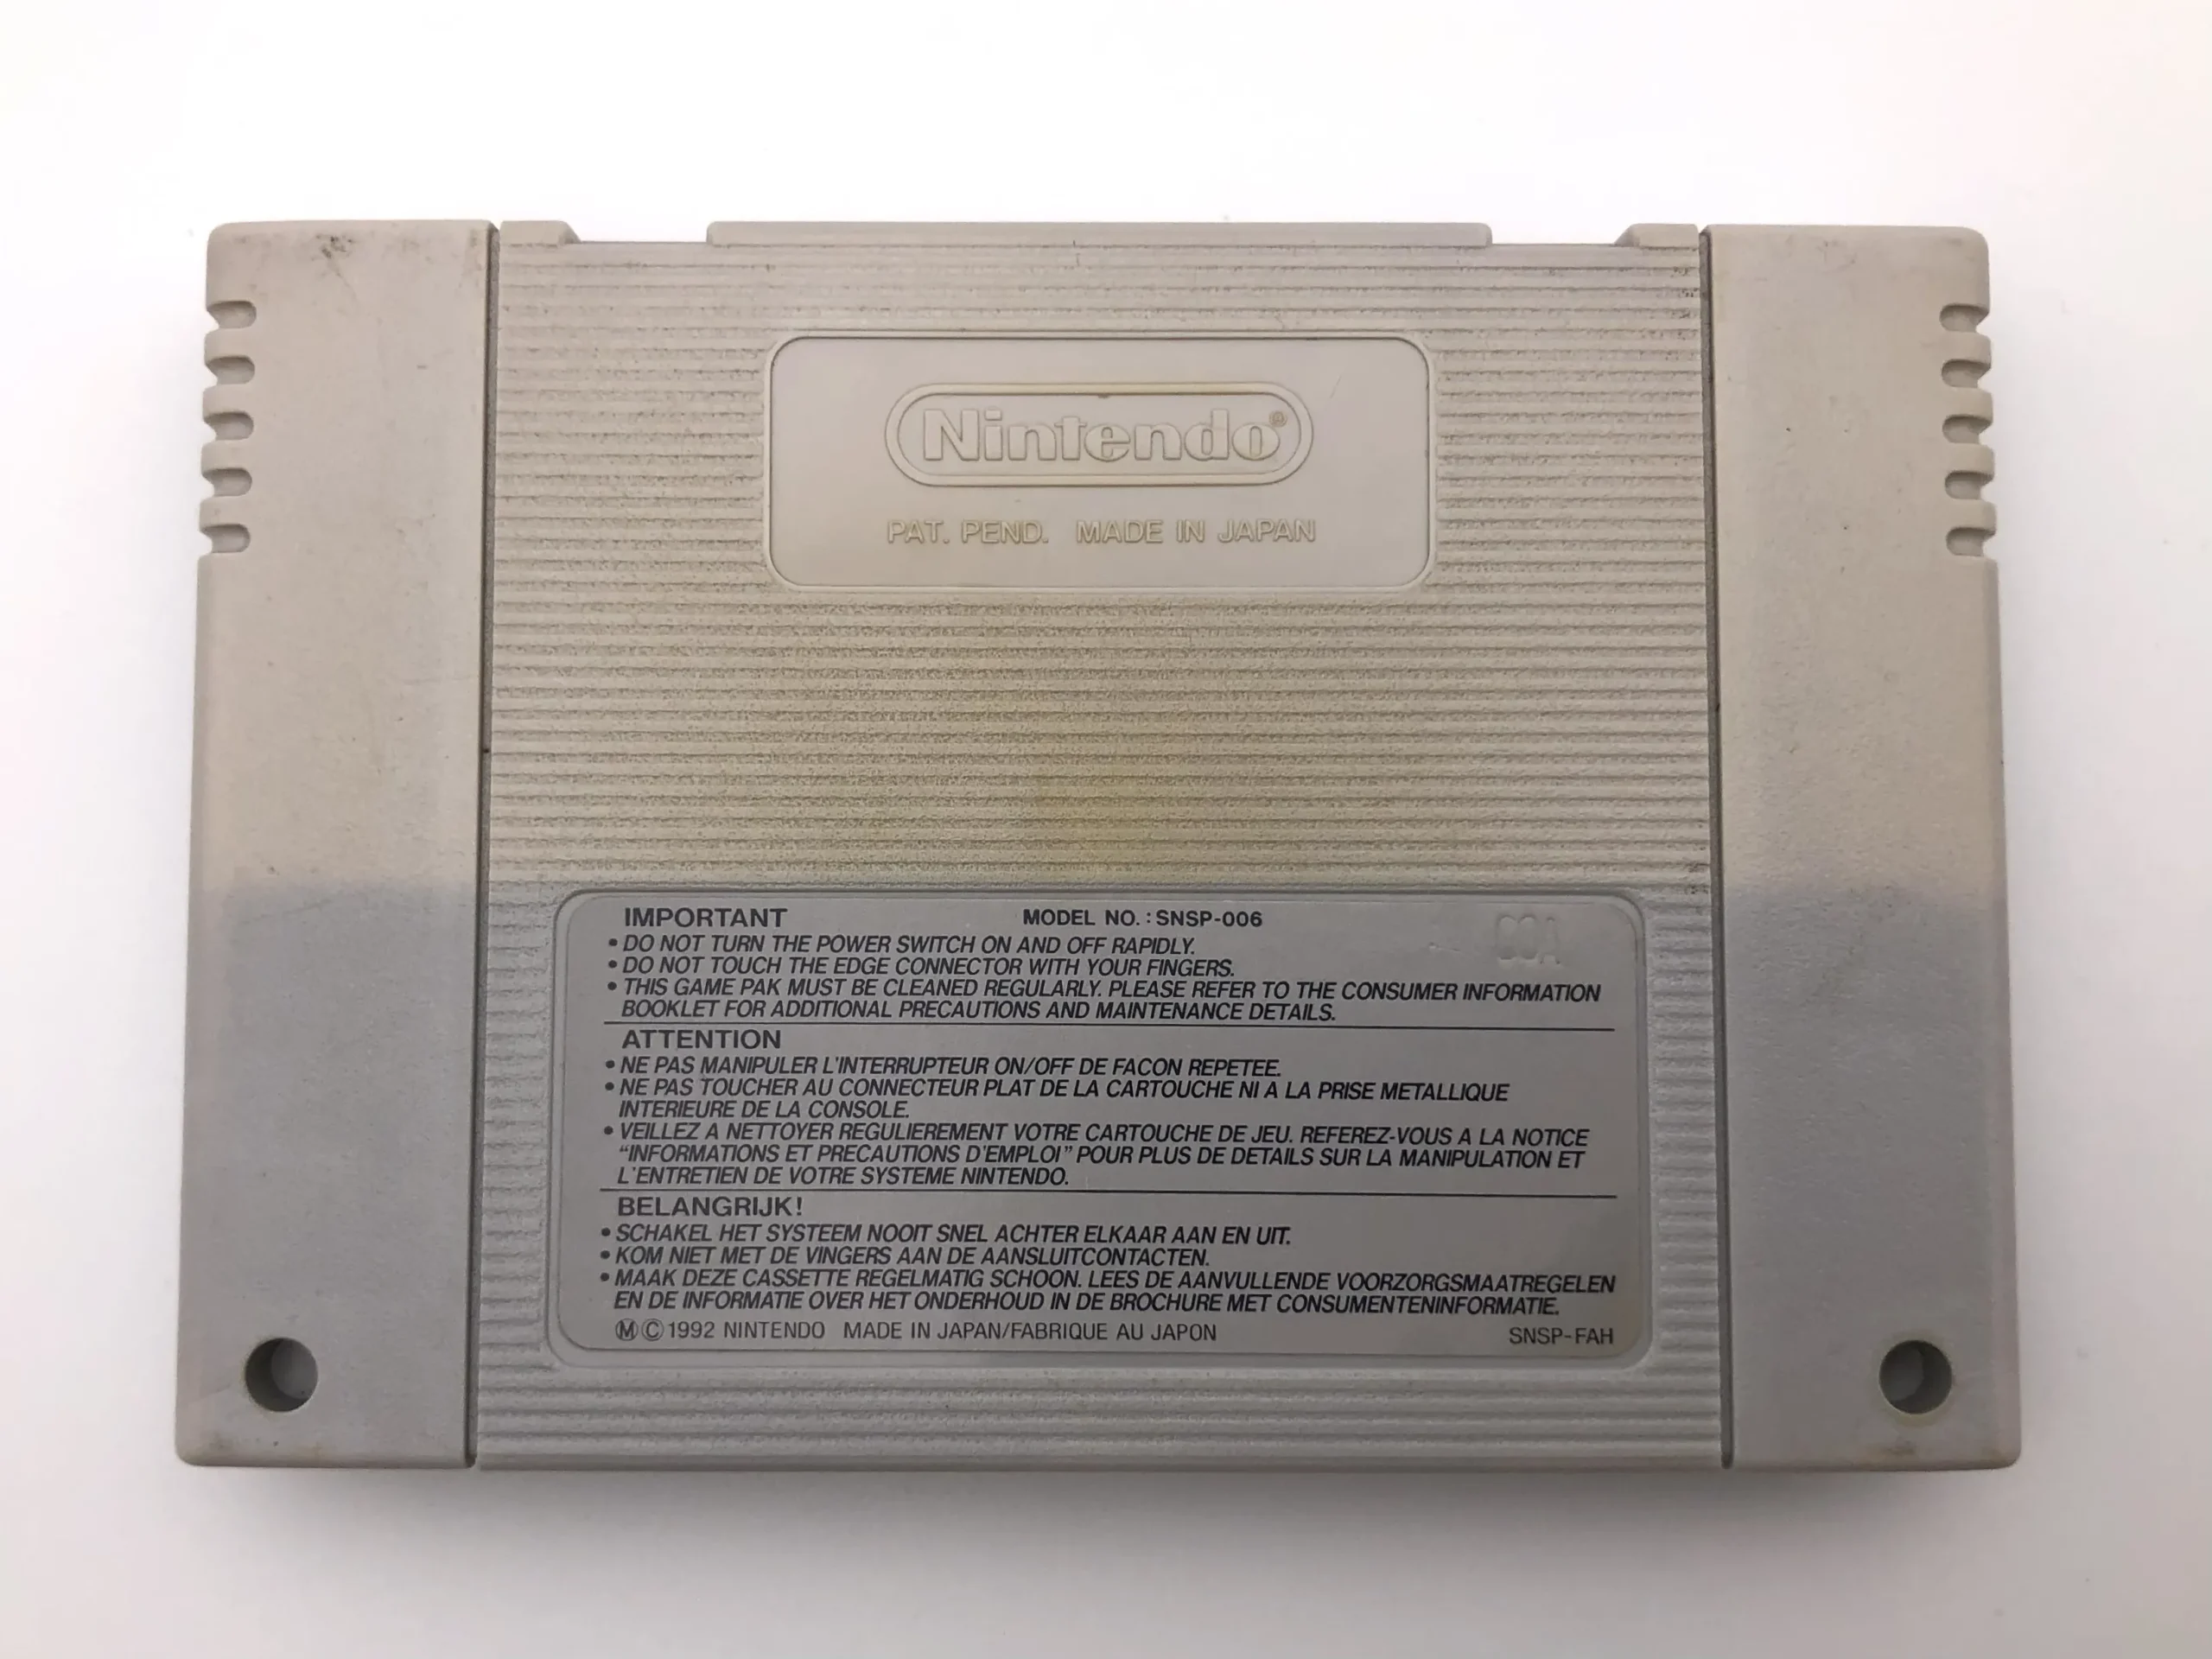 Nintendo®
PAT. PEND. MADE IN JAPAN
IMPORTANT MODEL NO. : SNSP-006
• DO NOT TURN THE POWER SWITCH ON AND OFF RAPIDLY.
• DO NOT TOUCH THE EDGE CONNECTOR WITH YOUR FINGERS.
• THIS GAME PAK MUST BE CLEANED REGULARLY. PLEASE REFER TO THE CONSUMER INFORMATION
BOOKLET FOR ADDITIONAL PRECAUTIONS AND MAINTENANCE DETAILS.
ATTENTION
• NE PAS MANIPULER L'INTERRUPTEUR ON/OFF DE FACON REPETEE.
• NE PAS TOUCHER AU CONNECTEUR PLAT DE LA CARTOUCHE NI A LA PRISE METALLIQUE
INTERIEURE DE LA CONSOLE.
• VEILLEZ A NETTOYER REGULIEREMENT VOTRE CARTOUCHE DE JEU. REFEREZ-VOUS A LA NOTICE
“INFORMATIONS ET PRECAUTIONS D'EMPLOI” POUR PLUS DE DETAILS SUR LA MANIPULATION ET
L'ENTRETIEN DE VOTRE SYSTEME NINTENDO.
BELANGRIJK!
• SCHAKEL HET SYSTEEM NOOIT SNEL ACHTER ELKAAR AAN EN UIT.
• KOM NIET MET DE VINGERS AAN DE AANSLUITCONTACTEN.
• MAAK DEZE CASSETTE REGELMATIG SCHOON. LEES DE AANVULLENDE VOORZORGSMAATREGELEN
EN DE INFORMATIE OVER HET ONDERHOUD IN DE BROCHURE MET CONSUMENTENINFORMATIE.
Ⓜ©1992 NINTENDO MADE IN JAPAN/FABRIQUE AU JAPON SNSP-FAH